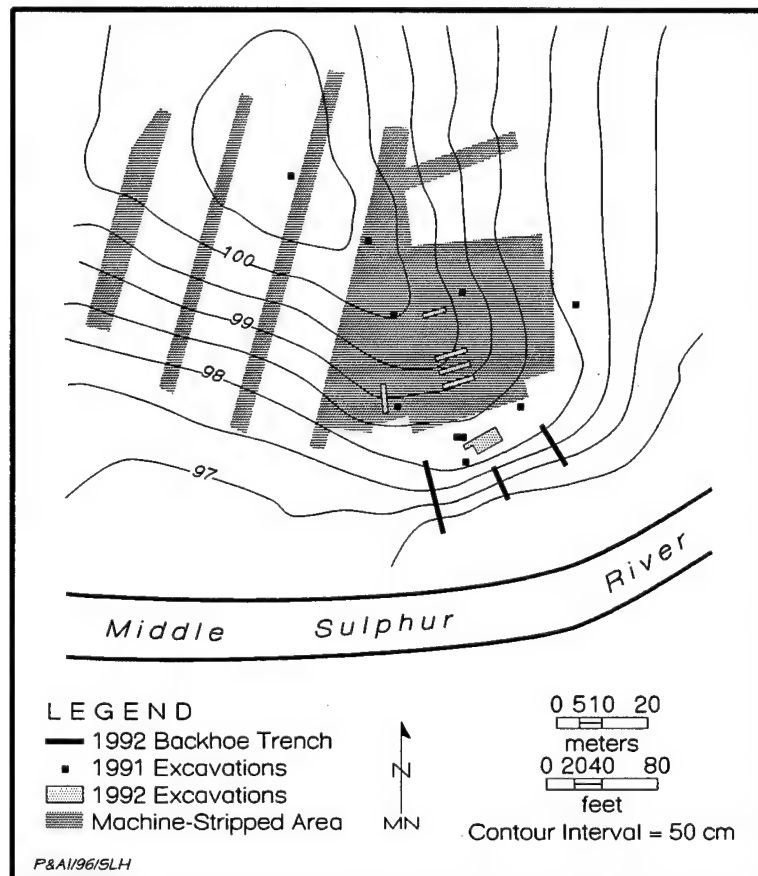 100
99
98
97
Middle Sulphur River
LEGEND
1992 Backhoe Trench
1991 Excavations
1992 Excavations
Machine-Stripped Area
N
MN
0 5 10 20
meters
0 20 40 80
feet
Contour Interval = 50 cm
P&AI/96/SLH